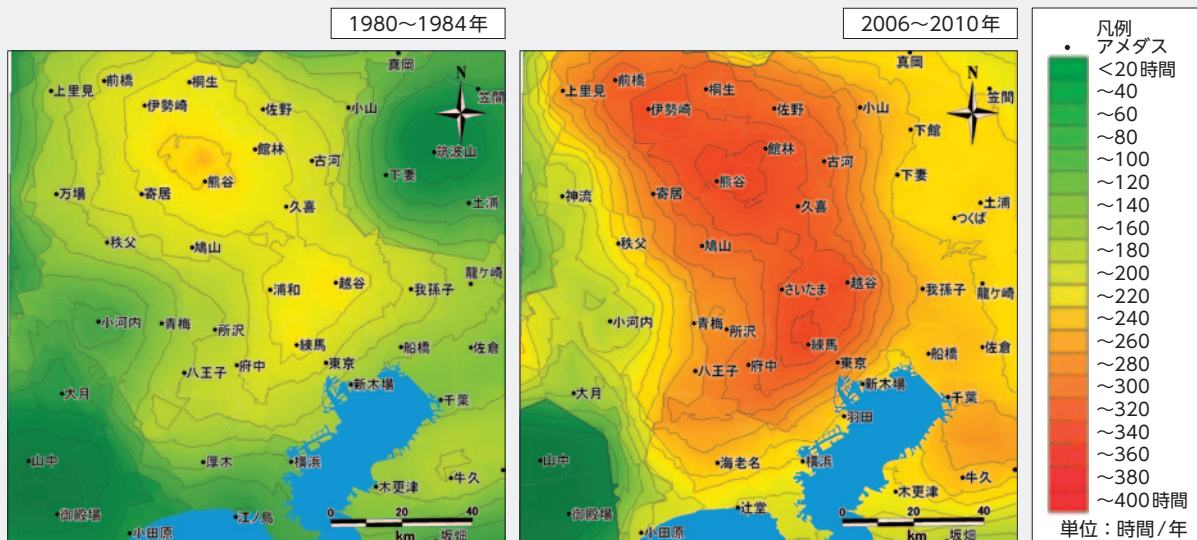 1980〜1984年
真岡
前橋
桐生
上里見
伊勢崎
佐野
小山
N
笠間
筑波山
館林
古河
下妻
熊谷
万場
寄居
久喜
土浦
秩父
鳩山
龍ケ崎
浦和
越谷
我孫子
小河内
青梅
所沢
練馬
船橋
佐倉
八王子
府中
東京
大月
新木場
千葉
山中
厚木
横浜
牛久
木更津
御殿場
江ノ島
小田原
0 20 40
km
坂畑
2006〜2010年
真岡
前橋
桐生
上里見
伊勢崎
佐野
小山
N
笠間
下館
館林
古河
下妻
熊谷
神流
寄居
久喜
土浦
つくば
秩父
鳩山
龍ケ崎
さいたま
越谷
我孫子
小河内
青梅
所沢
練馬
船橋
佐倉
八王子
府中
東京
大月
新木場
千葉
羽田
山中
海老名
横浜
牛久
木更津
御殿場
辻堂
小田原
0 20 40
km
坂畑
凡例
アメダス
<20時間
〜40
〜60
〜80
〜100
〜120
〜140
〜160
〜180
〜200
〜220
〜240
〜260
〜280
〜300
〜320
〜340
〜360
〜380
〜400時間
単位：時間/年